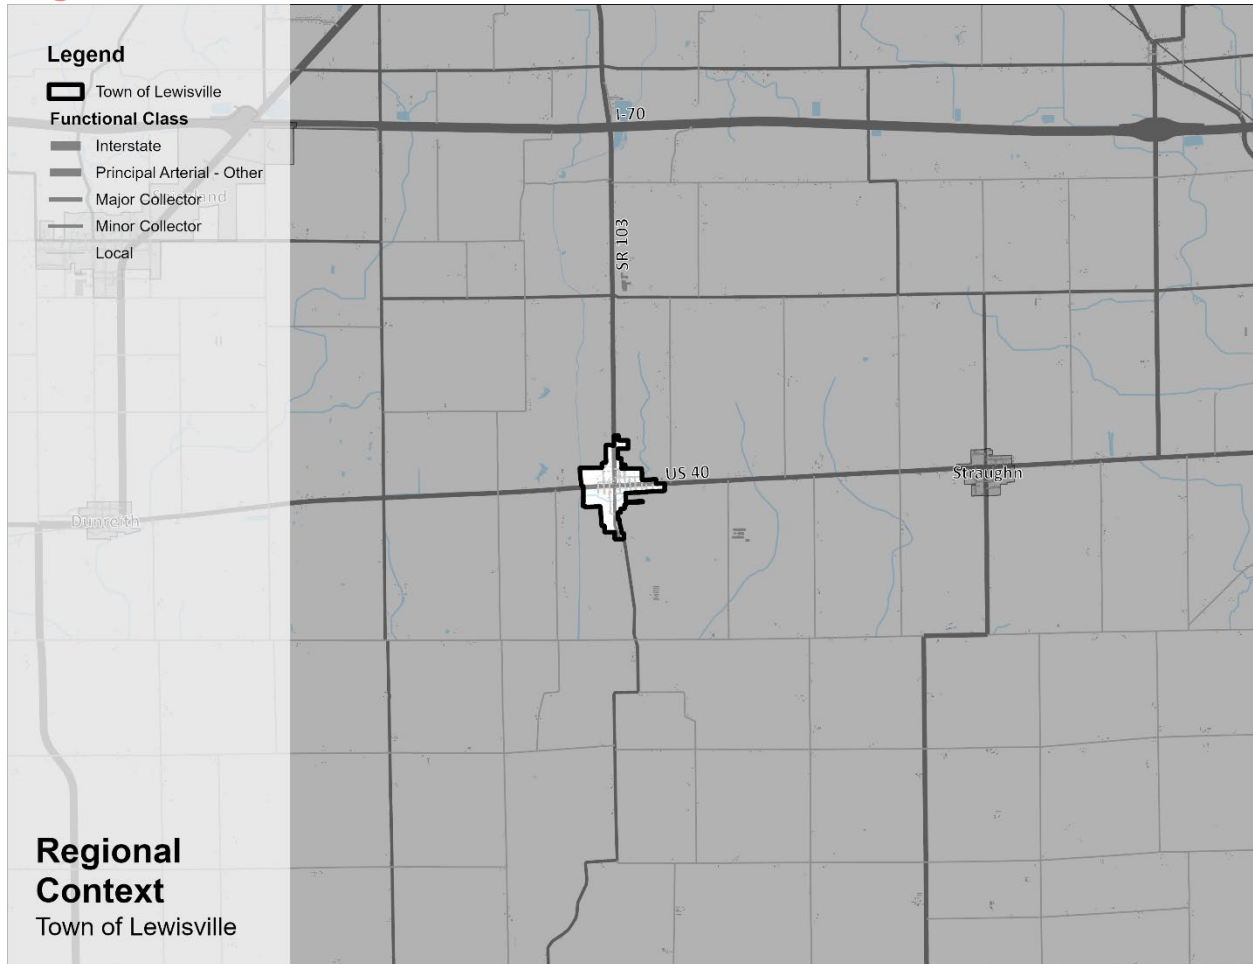 Legend
Town of Lewisville
Functional Class
Interstate
Principal Arterial - Other
Major Collector
Minor Collector
Local
I-70
SR 103
US 40
Straughn
Dunreith
Regional
Context
Town of Lewisville